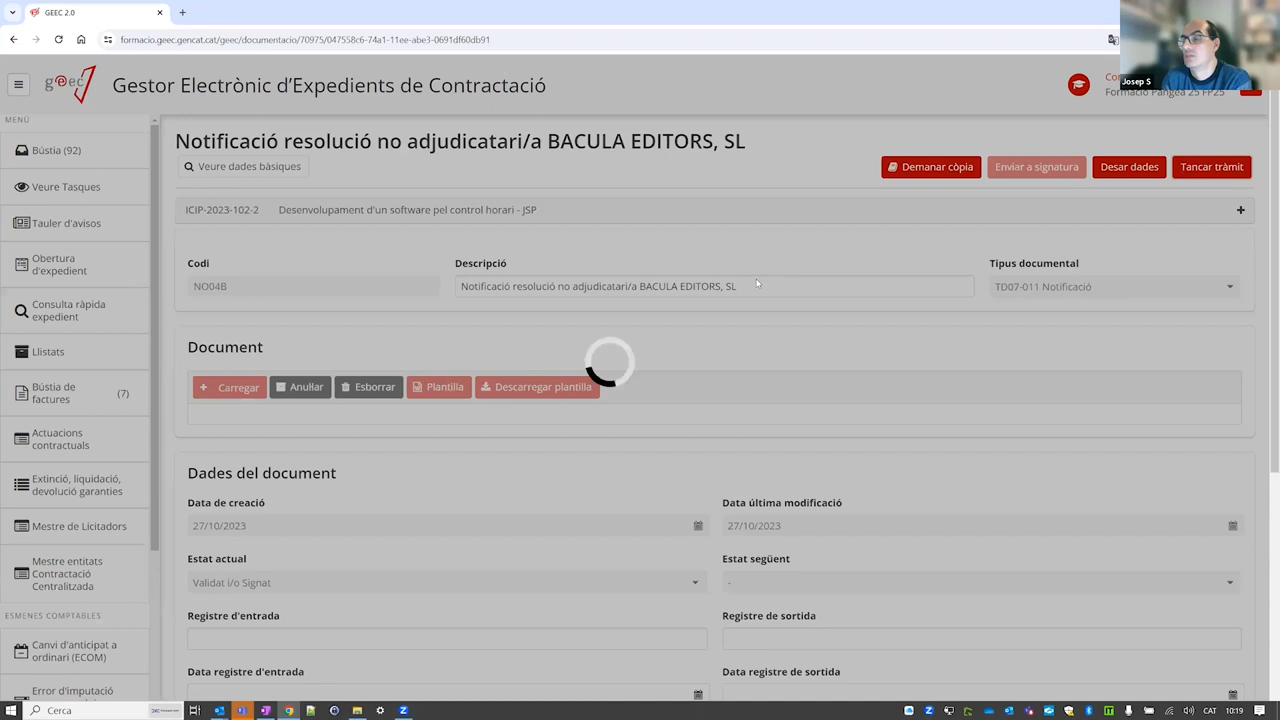 GEEC 2.0
formacio.geec.gencat.cat/geec/documentacio/70975/047558c6-74a1-11ee-abe3-0691df60db91
Josep S
geec
Gestor Electrònic d'Expedients de Contractació
Formació Pangea 25 FP25
MENÚ
Bústia (92)
Veure Tasques
Tauler d'avisos
Obertura
d'expedient
Consulta ràpida
expedient
Llistats
Bústia de
factures
(7)
Actuacions
contractuals
Extinció, liquidació,
devolució garanties
Mestre de Licitadors
Mestre entitats
Contractació
Centralitzada
ESMENES COMPTABLES
Canvi d'anticipat a
ordinari (ECOM)
Error d'imputació
Notificació resolució no adjudicatari/a BACULA EDITORS, SL
Veure dades bàsiques
Demanar còpia
Enviar a signatura
Desar dades
Tancar tràmit
ICIP-2023-102-2 Desenvolupament d'un software pel control horari - JSP
Codi
Descripció
Tipus documental
NO04B
Notificació resolució no adjudicatari/a BACULA EDITORS, SL
TD07-011 Notificació
Document
+ Carregar
Anullar
Esborrar
Plantilla
Descarregar plantilla
Dades del document
Data de creació
Data última modificació
27/10/2023
27/10/2023
Estat actual
Estat següent
Validat i/o Signat
-
Registre d'entrada
Registre de sortida
Data registre d'entrada
Data registre de sortida
Cerca
CAT
10:19